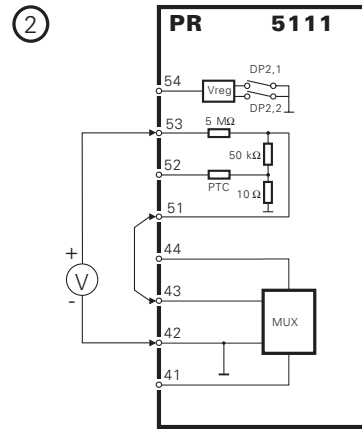 2
PR 5111
54
Vreg
DP2,1
DP2,2
53
5 MΩ
50 kΩ
52
PTC
10 Ω
51
44
+
V
-
43
MUX
42
41